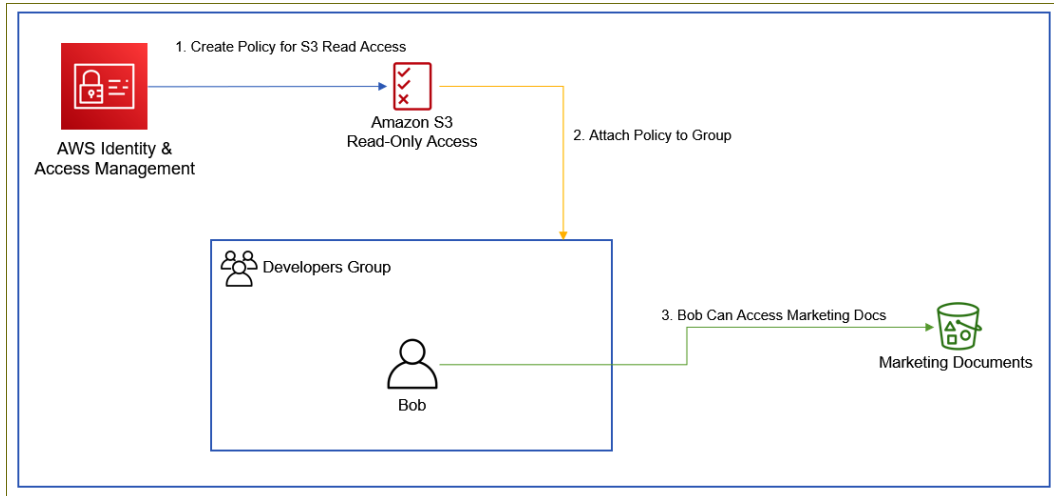 1. Create Policy for S3 Read Access
AWS Identity &
Access Management
Amazon S3
Read-Only Access
2. Attach Policy to Group
Developers Group
Bob
3. Bob Can Access Marketing Docs
Marketing Documents